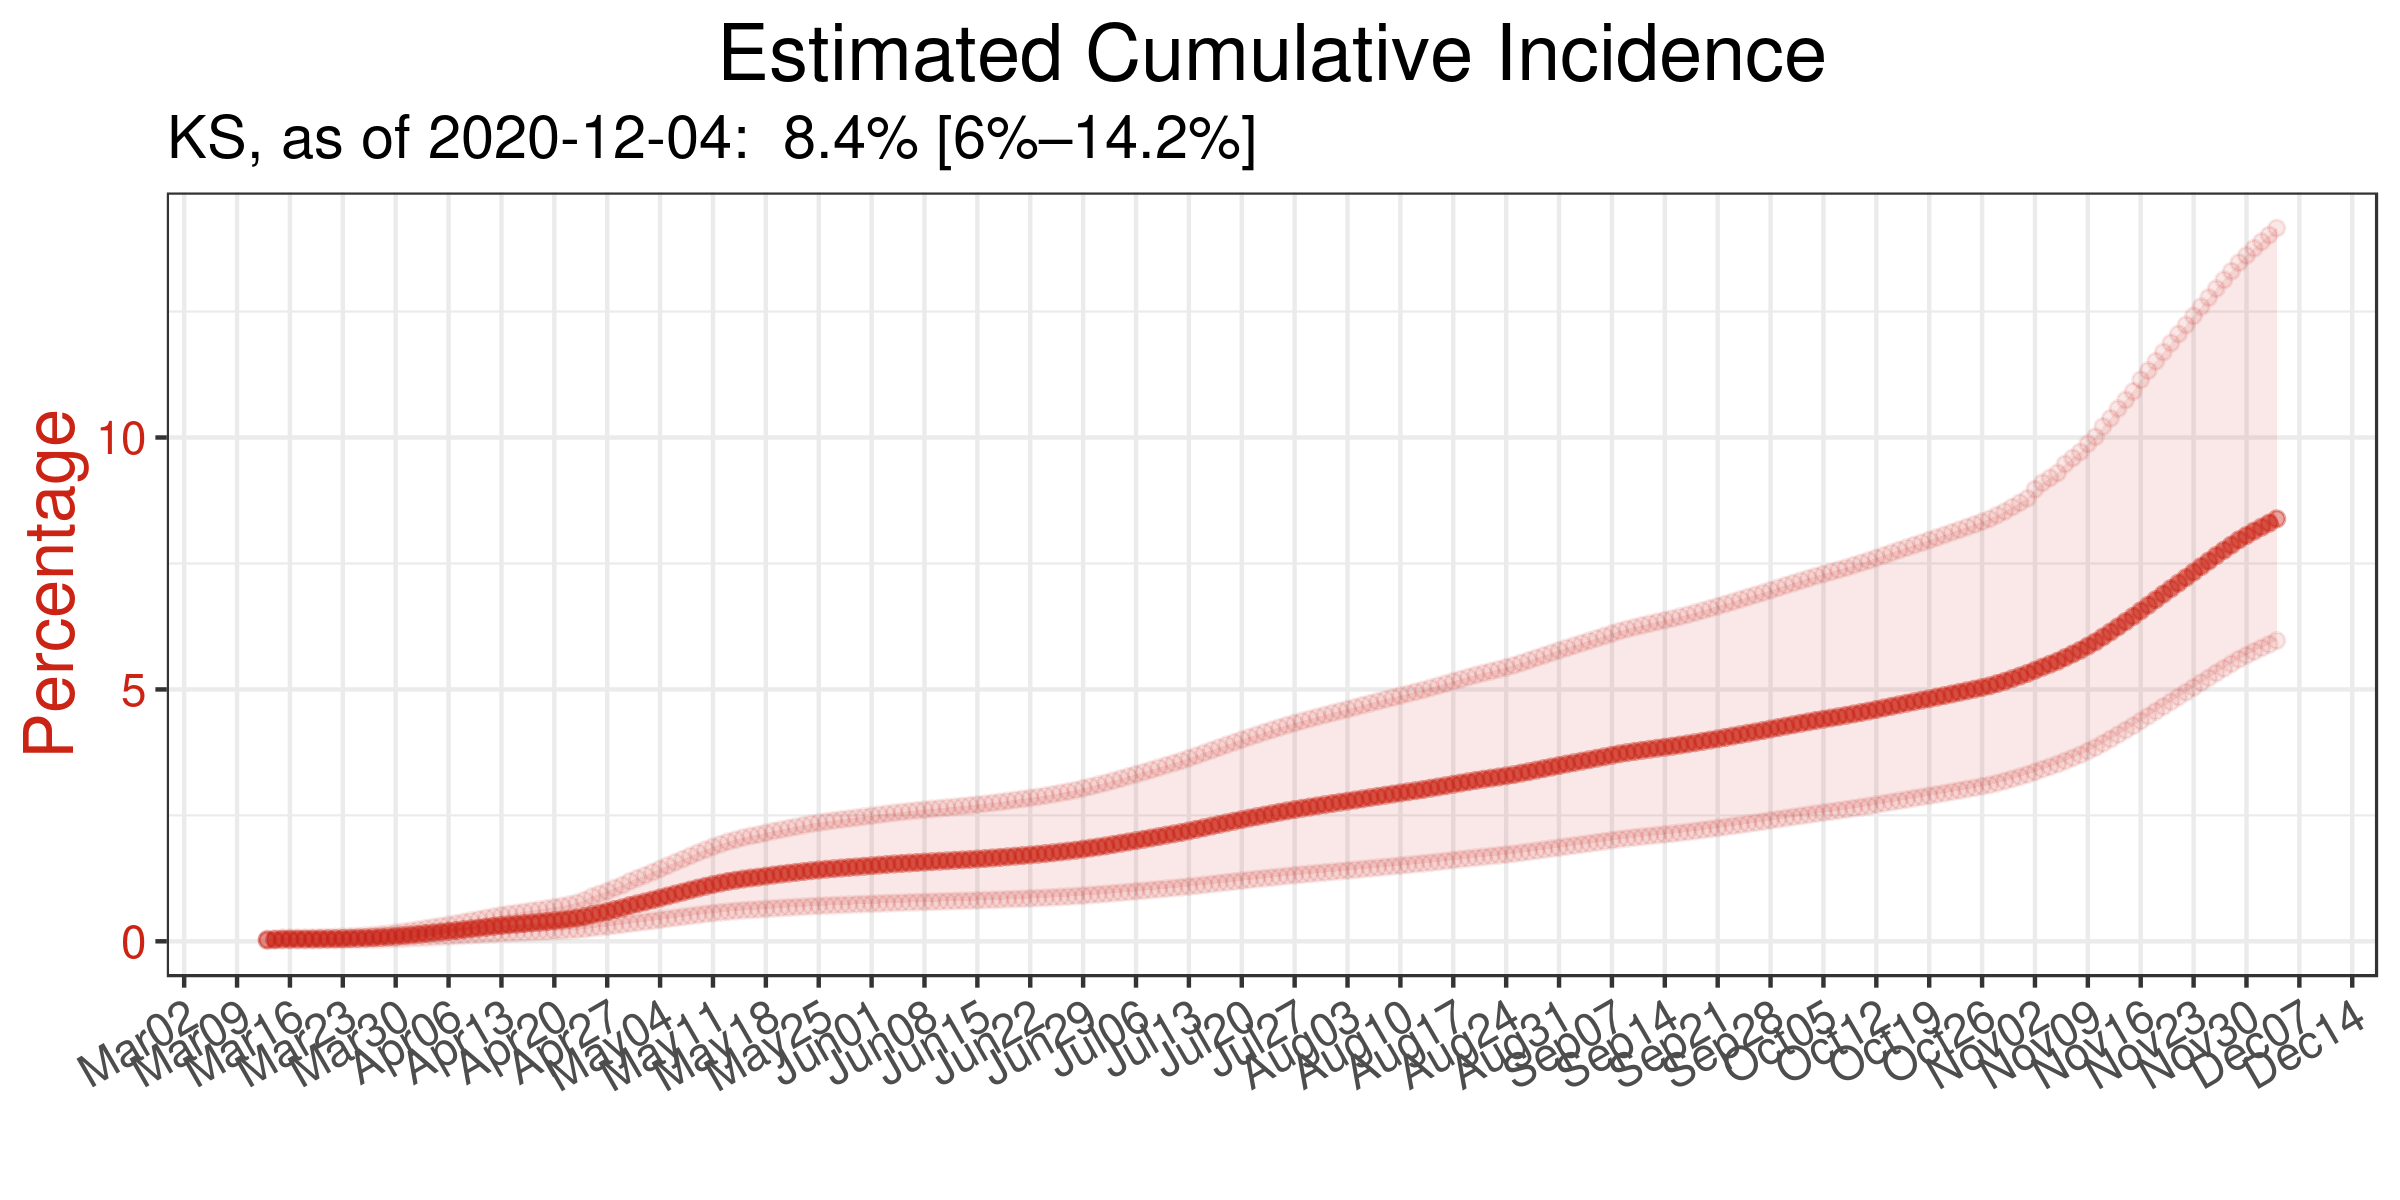 Estimated Cumulative Incidence
KS, as of 2020-12-04:  8.4% [6%–14.2%]
Percentage
10
5
0
Mar02
Mar09
Mar16
Mar23
Mar30
Apr06
Apr13
Apr20
Apr27
May04
May11
May18
May25
Jun01
Jun08
Jun15
Jun22
Jun29
Jul06
Jul13
Jul20
Jul27
Aug03
Aug10
Aug17
Aug24
Aug31
Sep07
Sep14
Sep21
Sep28
Oct05
Oct12
Oct19
Oct26
Nov02
Nov09
Nov16
Nov23
Nov30
Dec07
Dec14